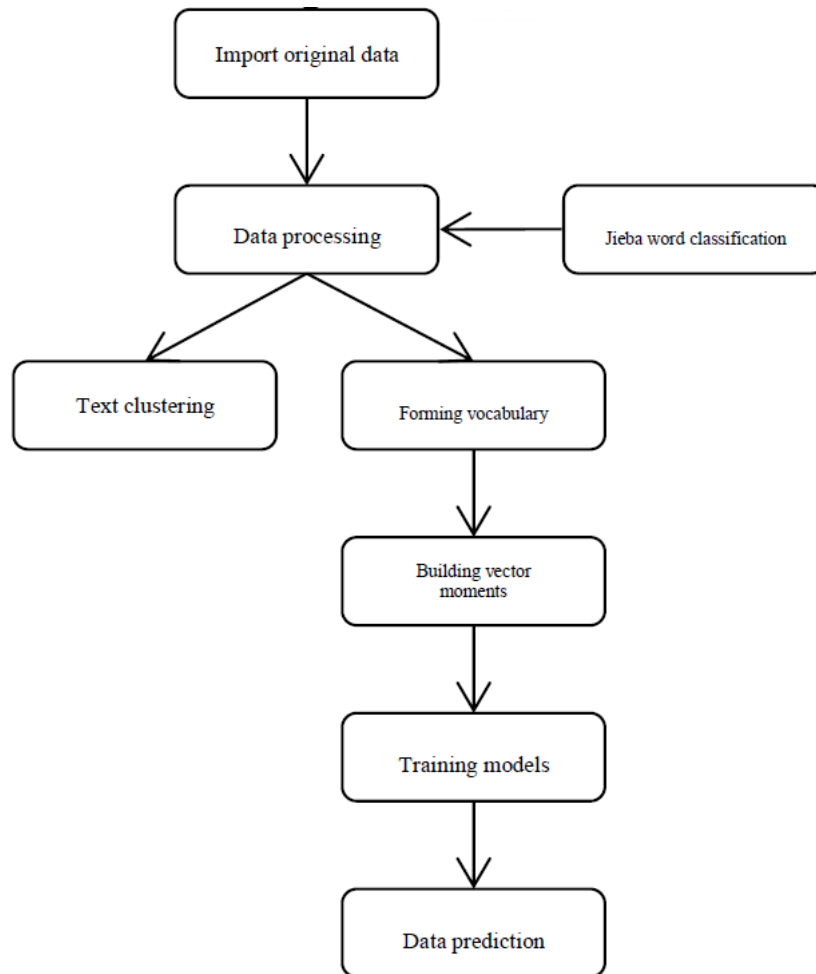 Import original data
Data processing
Jieba word classification
Text clustering
Forming vocabulary
Building vector
moments
Training models
Data prediction